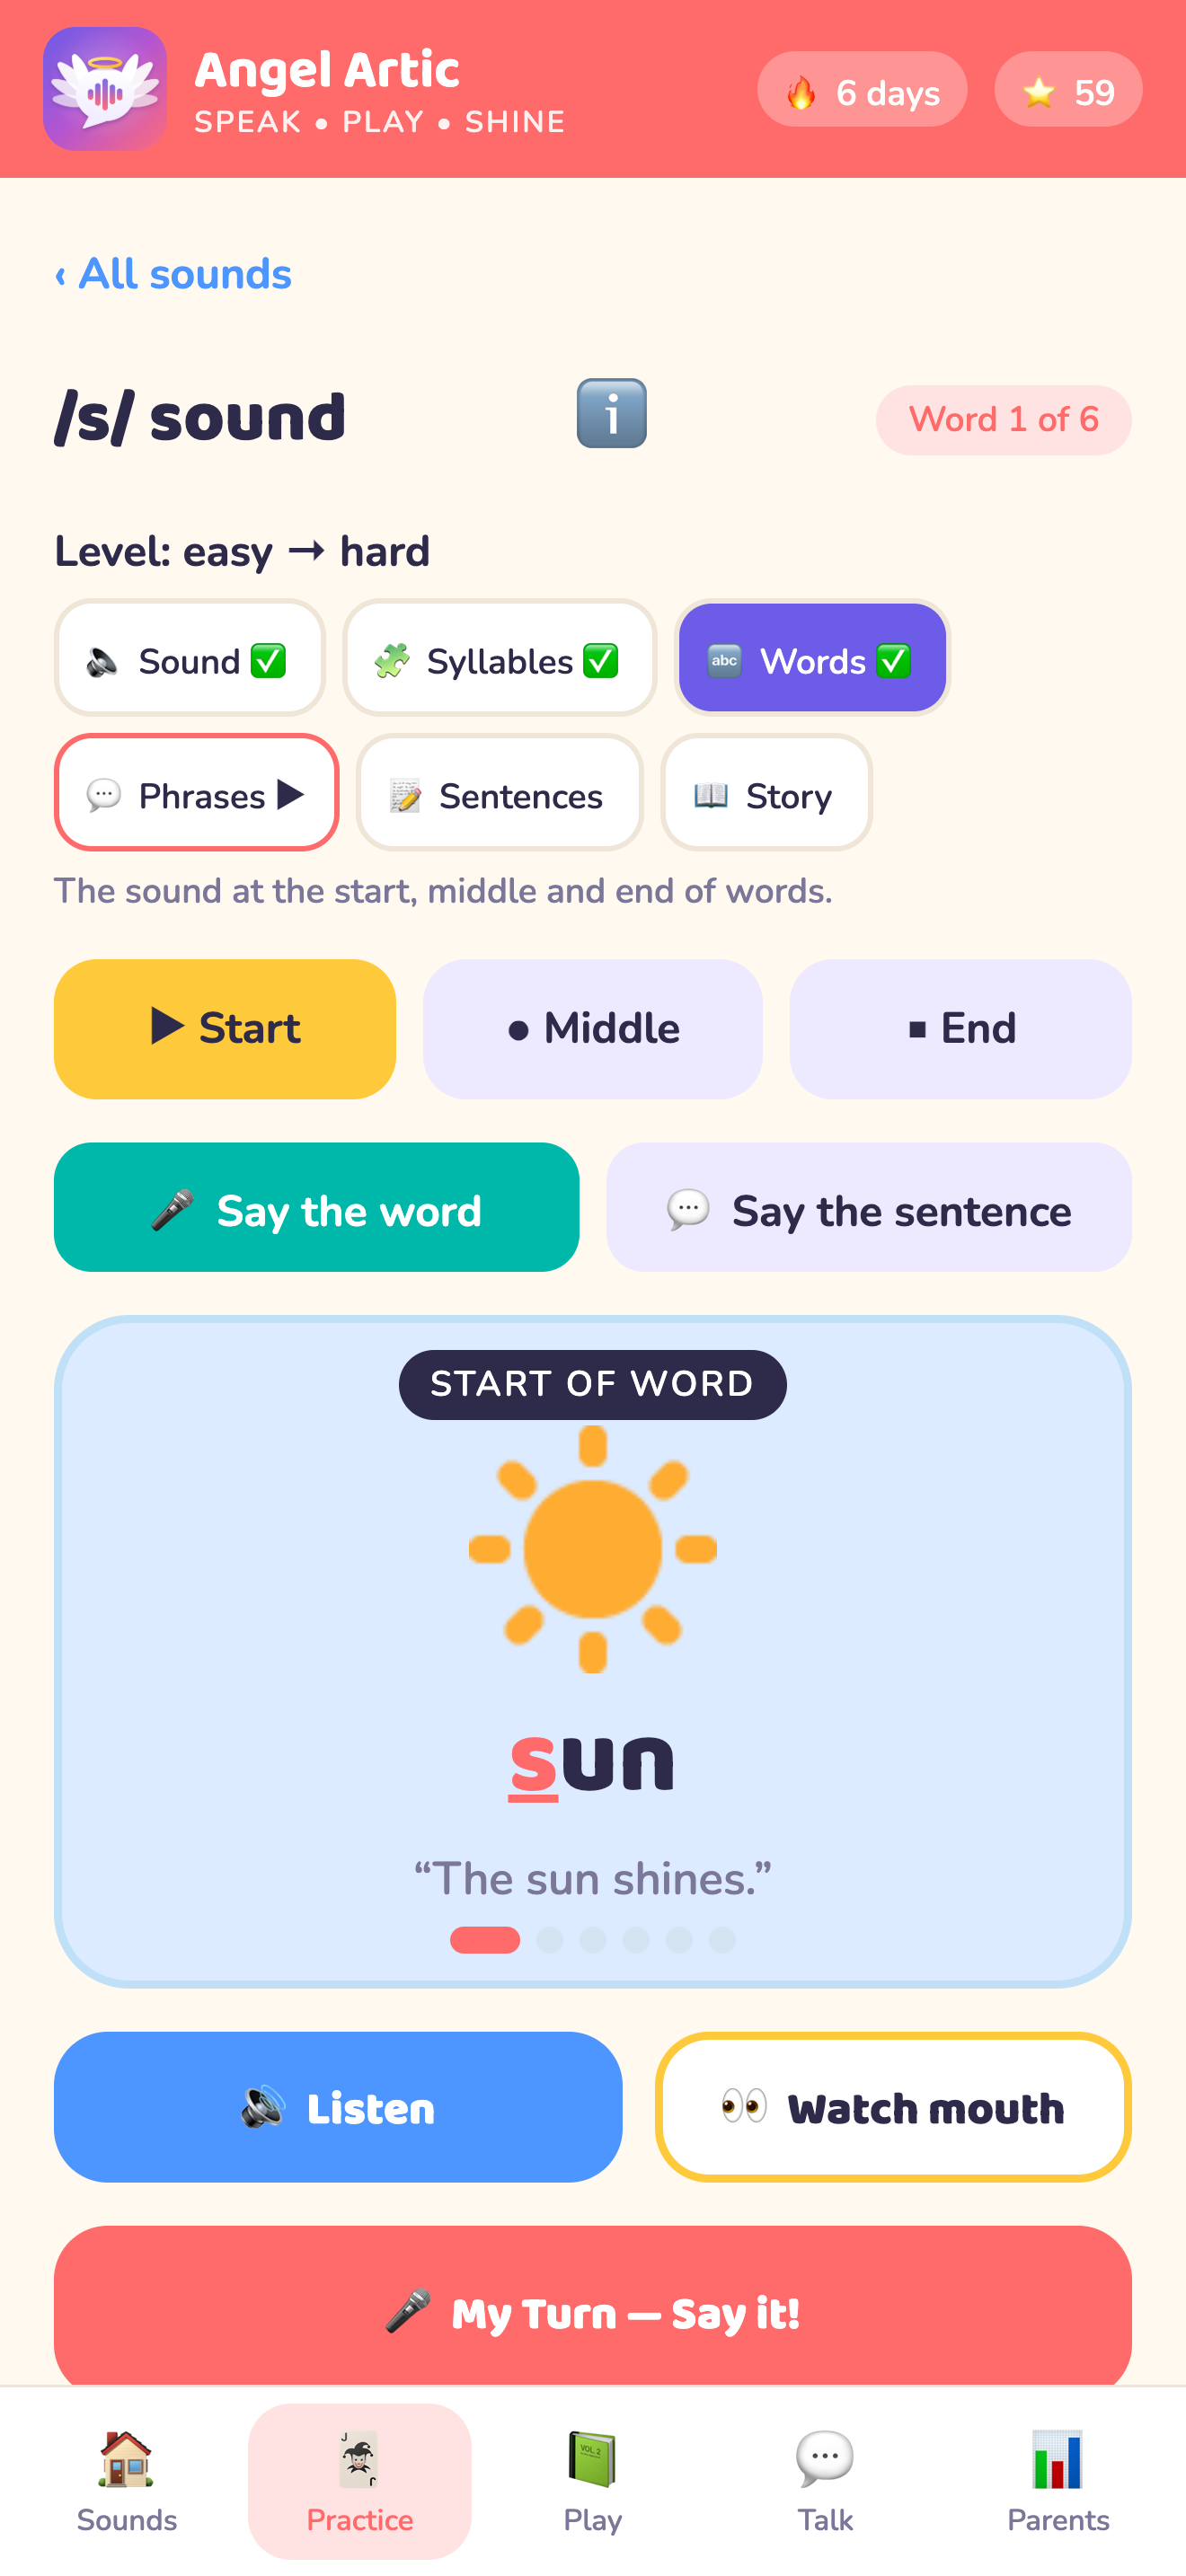 Angel Artic
SPEAK • PLAY • SHINE
🔥 6 days
⭐ 59
‹ All sounds
/s/ sound
ℹ️
Word 1 of 6
Level: easy → hard
🔈 Sound ✅
🧩 Syllables ✅
🔤 Words ✅
💬 Phrases ▶
📝 Sentences
📖 Story
The sound at the start, middle and end of words.
▶ Start
● Middle
■ End
🎤 Say the word
💬 Say the sentence
START OF WORD
sun
“The sun shines.”
🔊 Listen
👀 Watch mouth
🎤 My Turn — Say it!
Sounds
Practice
Play
Talk
Parents